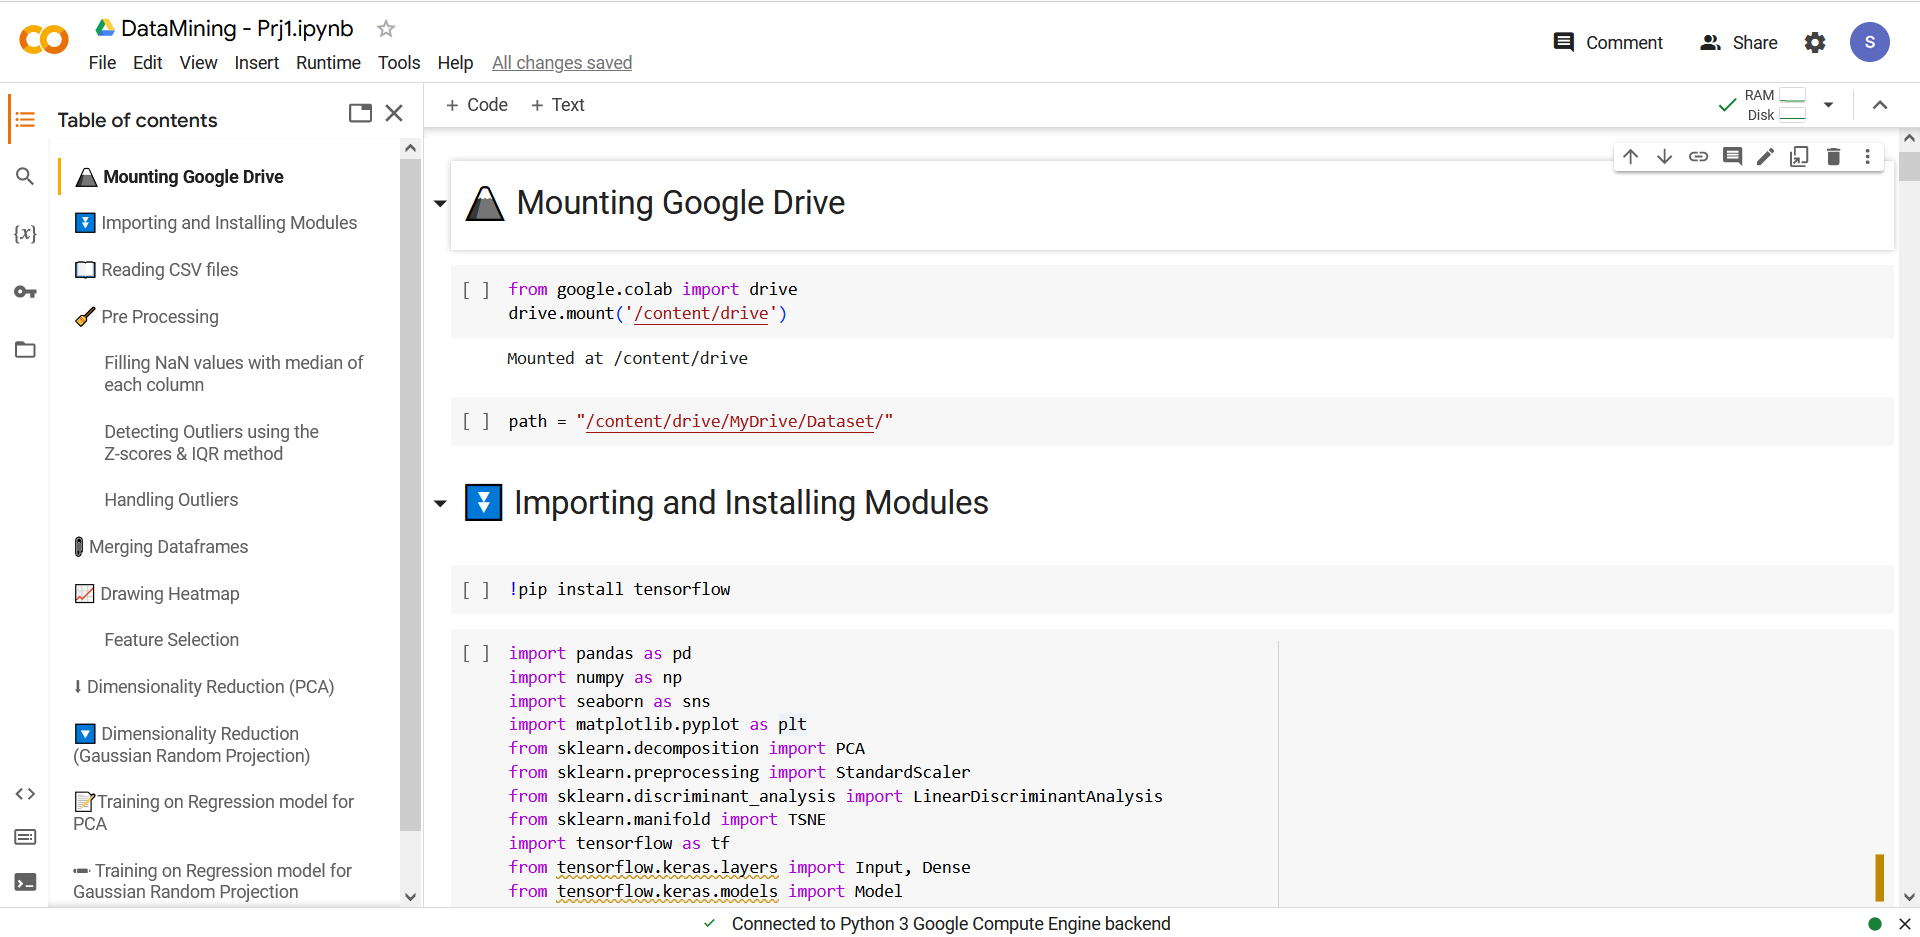 DataMining - Prj1.ipynb
File Edit View Insert Runtime Tools Help All changes saved
Comment
Share
S
Table of contents
Mounting Google Drive
Importing and Installing Modules
Reading CSV files
Pre Processing
Filling NaN values with median of
each column
Detecting Outliers using the
Z-scores & IQR method
Handling Outliers
Merging Dataframes
Drawing Heatmap
Feature Selection
Dimensionality Reduction (PCA)
Dimensionality Reduction
(Gaussian Random Projection)
Training on Regression model for
PCA
Training on Regression model for
Gaussian Random Projection
{x}
+ Code + Text
RAM
Disk
Mounting Google Drive
[ ] from google.colab import drive
drive.mount('/content/drive')
Mounted at /content/drive
[ ] path = "/content/drive/MyDrive/Dataset/"
Importing and Installing Modules
[ ] !pip install tensorflow
[ ] import pandas as pd
import numpy as np
import seaborn as sns
import matplotlib.pyplot as plt
from sklearn.decomposition import PCA
from sklearn.preprocessing import StandardScaler
from sklearn.discriminant_analysis import LinearDiscriminantAnalysis
from sklearn.manifold import TSNE
import tensorflow as tf
from tensorflow.keras.layers import Input, Dense
from tensorflow.keras.models import Model
Connected to Python 3 Google Compute Engine backend